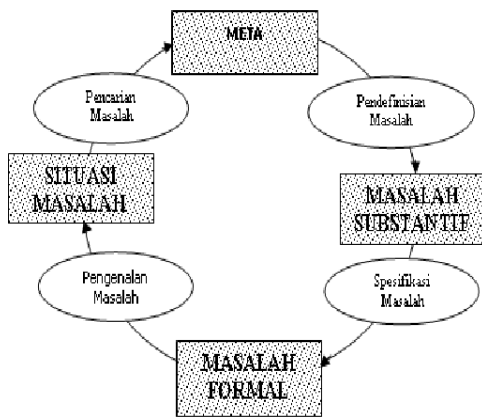 META
Pencarian
Masalah
Pendefinisian
Masalah
SITUASI
MASALAH
MASALAH
SUBSTANTIF
Pengenalan
Masalah
Spesifikasi
Masalah
MASALAH
FORMAL